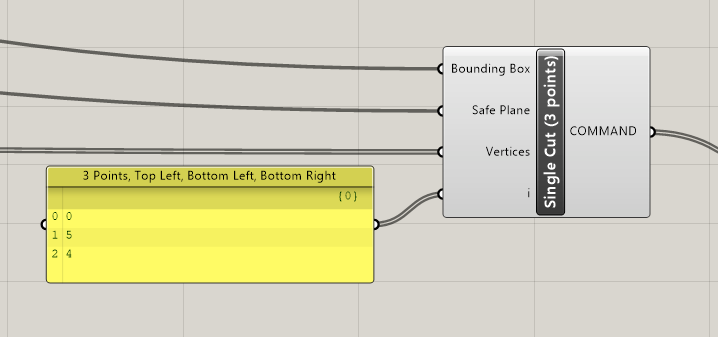 Bounding Box
Safe Plane
Vertices
i
Single Cut (3 points)
COMMAND
3 Points, Top Left, Bottom Left, Bottom Right
{0}
0 0
1 5
2 4